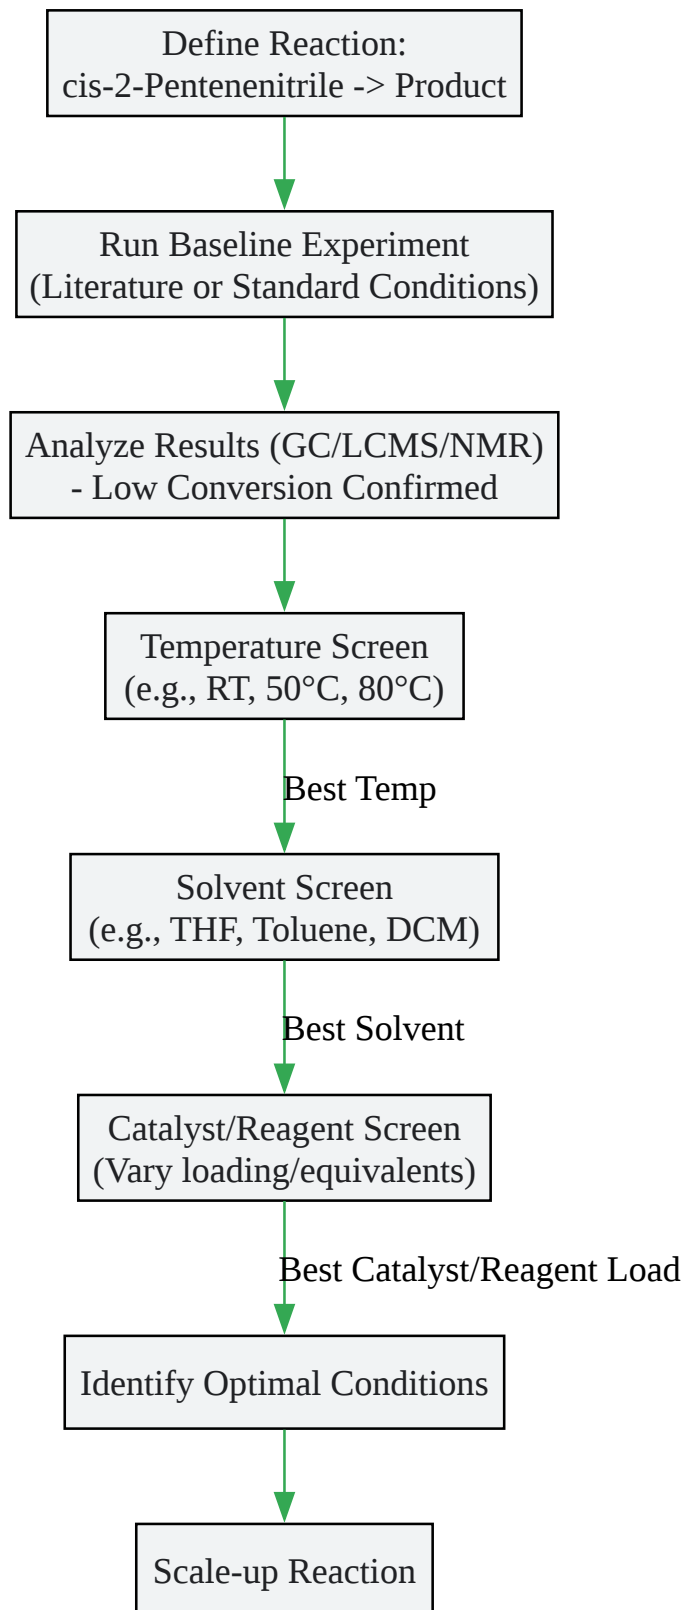 Define Reaction:
cis-2-Pentenenitrile -> Product
Run Baseline Experiment
(Literature or Standard Conditions)
Analyze Results (GC/LCMS/NMR)
- Low Conversion Confirmed
Temperature Screen
(e.g., RT, 50°C, 80°C)
Best Temp
Solvent Screen
(e.g., THF, Toluene, DCM)
Best Solvent
Catalyst/Reagent Screen
(Vary loading/equivalents)
Best Catalyst/Reagent Load
Identify Optimal Conditions
Scale-up Reaction